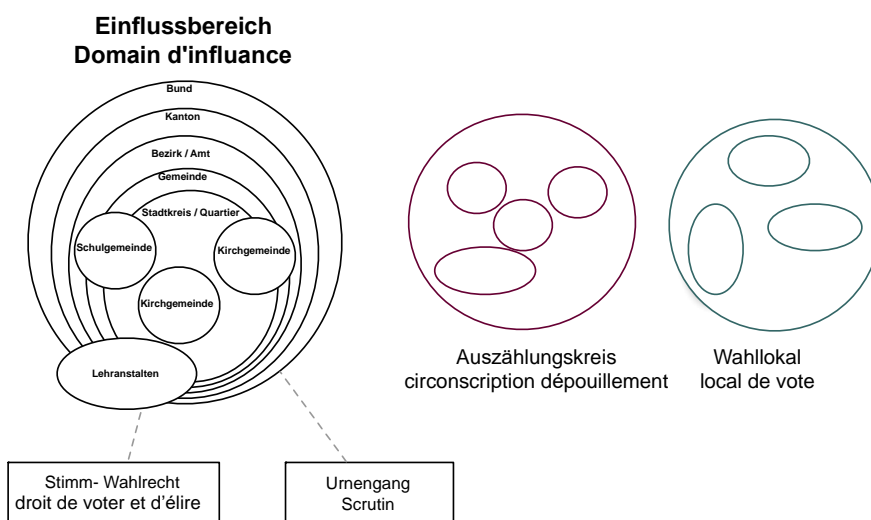 Einflussbereich
Domain d'influance
Bund
Kanton
Bezirk / Amt
Gemeinde
Stadtkreis / Quartier
Schulgemeinde
Kirchgemeinde
Kirchgemeinde
Lehranstalten
Auszählungskreis
circonscription dépouillement
Wahllokal
local de vote
Stimm- Wahlrecht
droit de voter et d’élire
Urnengang
Scrutin